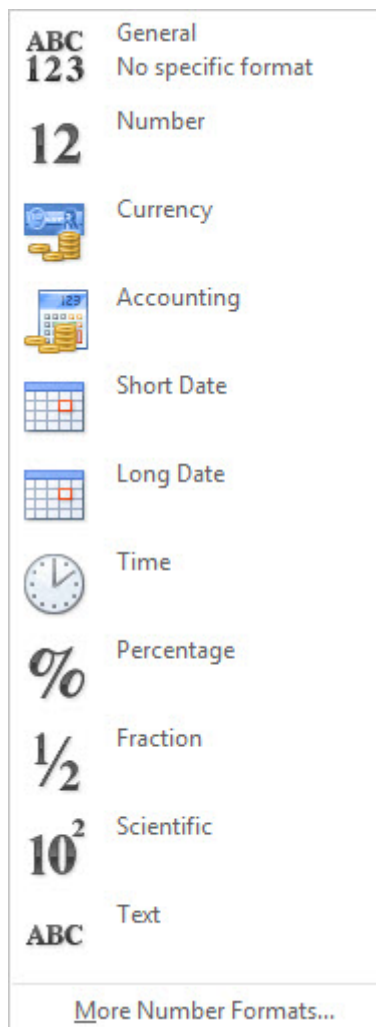 ABC
123
General
No specific format
12
Number
Currency
123
Accounting
Short Date
Long Date
Time
%
Percentage
½
Fraction
10²
Scientific
ABC
Text
More Number Formats...